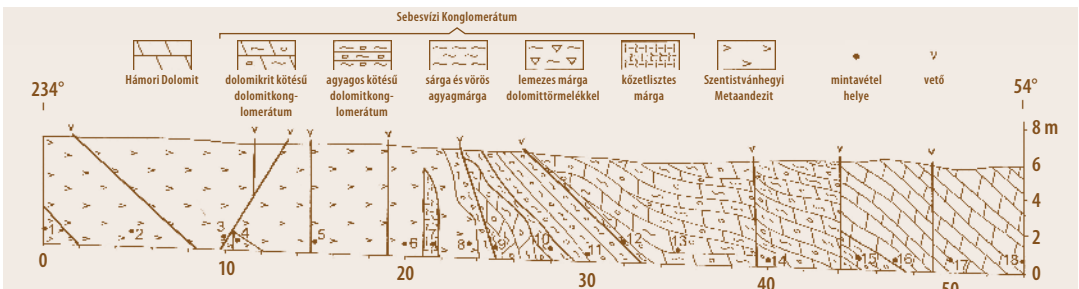 Sebesvízi Konglomerátum
Hámori Dolomit
dolomikrit kötésű
dolomitkong-
lomerátum
agyagos kötésű
dolomitkong-
lomerátum
sárga és vörös
agyagmárga
lemezes márga
dolomittörmelékkel
kőzetlisztes
márga
Szentistvánhegyi
Metaandezit
mintavétel
helye
vető
234°
54°
v v v v v v v v v v v
8 m
6
4
2
0
1 2 3 4 5 6 7 8 9 10 11 12 13 14 15 16 17 18
0 10 20 30 40 50